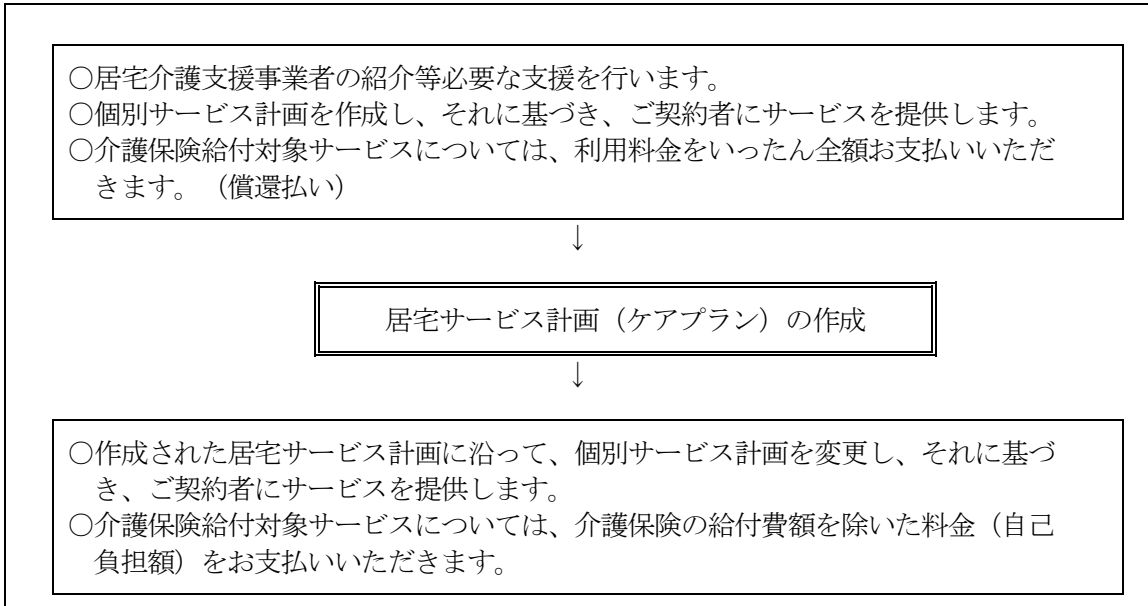 ○居宅介護支援事業者の紹介等必要な支援を行います。
○個別サービス計画を作成し、それに基づき、ご契約者にサービスを提供します。
○介護保険給付対象サービスについては、利用料金をいったん全額お支払いいただ
きます。（償還払い）
↓
居宅サービス計画（ケアプラン）の作成
↓
○作成された居宅サービス計画に沿って、個別サービス計画を変更し、それに基づ
き、ご契約者にサービスを提供します。
○介護保険給付対象サービスについては、介護保険の給付費額を除いた料金（自己
負担額）をお支払いいただきます。